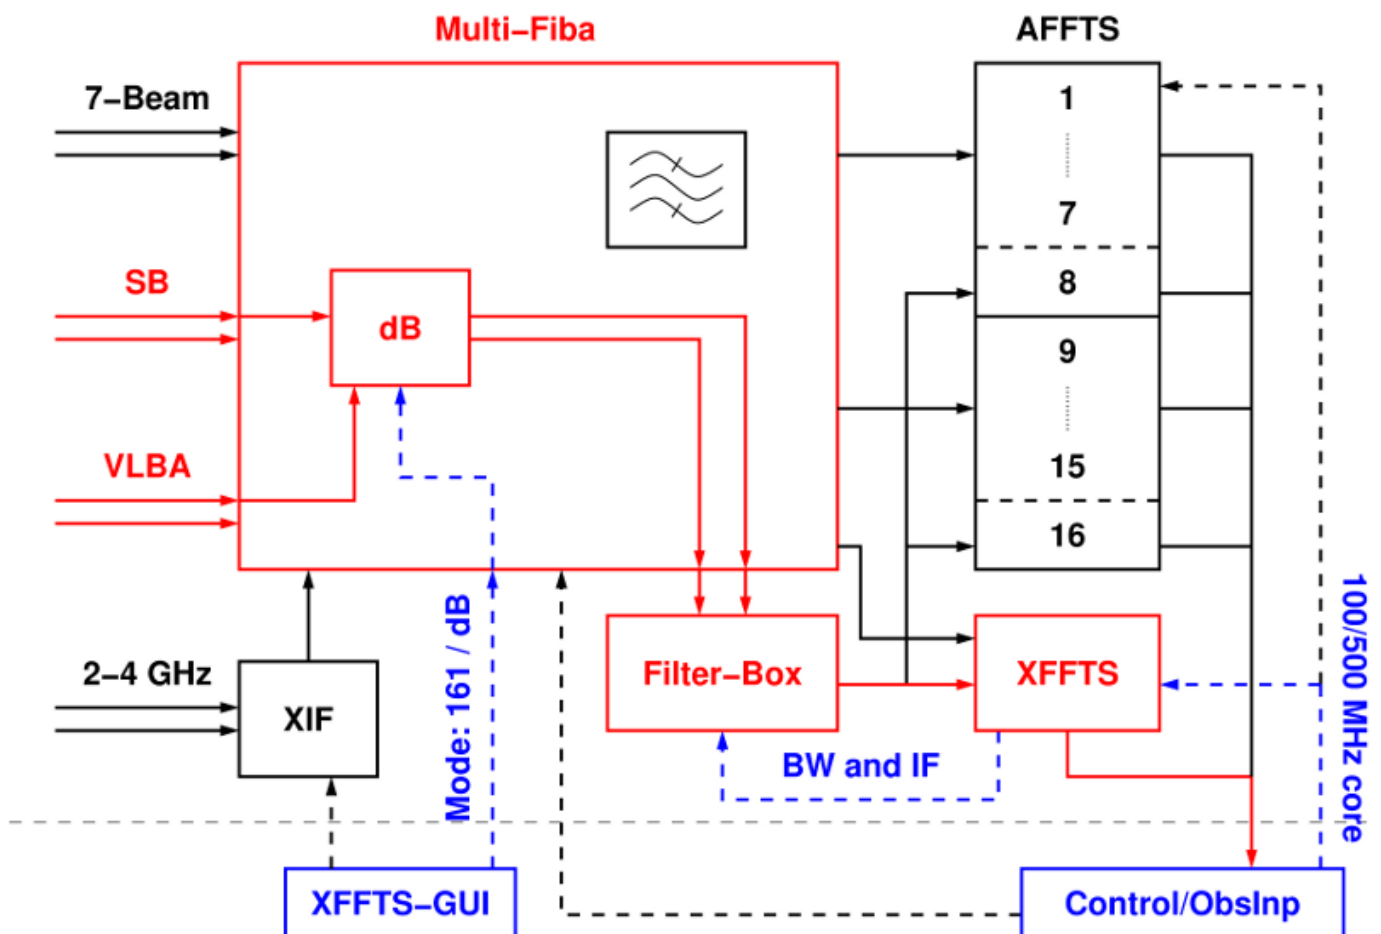 Multi−Fiba
AFFTS
7−Beam
1
7
SB
8
dB
9
VLBA
15
16
Mode: 161 / dB
100/500 MHz core
2−4 GHz
Filter−Box
XFFTS
XIF
BW and IF
XFFTS−GUI
Control/ObsInp